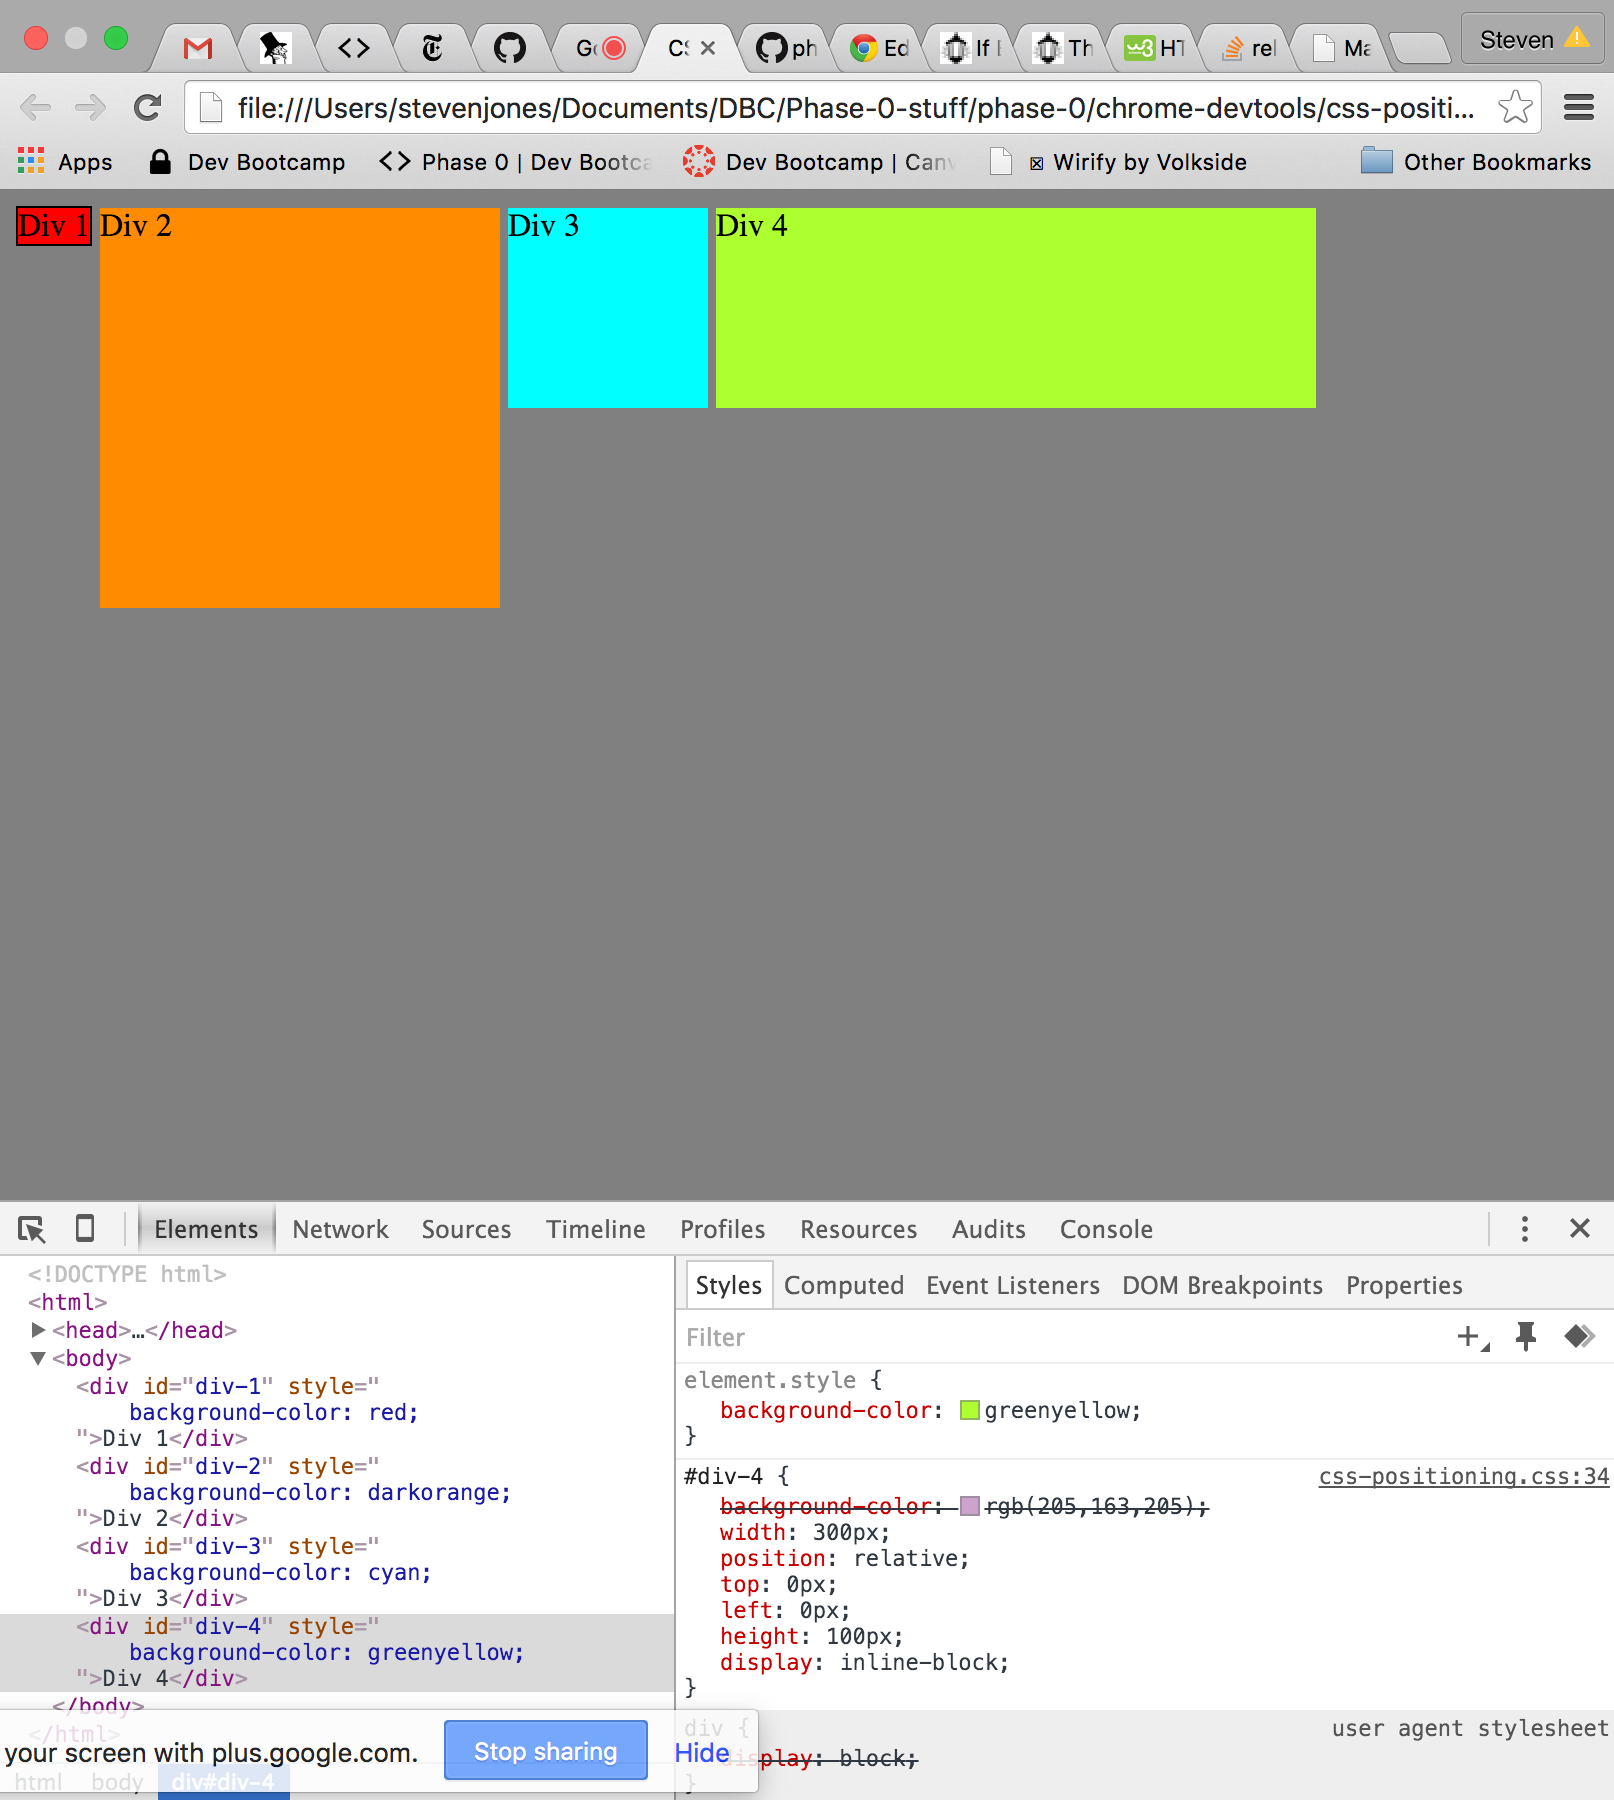 Go CS ph Ed If E Th w3 HT rel Ma Steven
file:///Users/stevenjones/Documents/DBC/Phase-0-stuff/phase-0/chrome-devtools/css-positi...
Apps Dev Bootcamp <> Phase 0 | Dev Bootca Dev Bootcamp | Canv Wirify by Volkside Other Bookmarks
Div 1 Div 2 Div 3 Div 4
Elements Network Sources Timeline Profiles Resources Audits Console
<!DOCTYPE html>
<html>
<head>…</head>
<body>
<div id="div-1" style="
background-color: red;
">Div 1</div>
<div id="div-2" style="
background-color: darkorange;
">Div 2</div>
<div id="div-3" style="
background-color: cyan;
">Div 3</div>
<div id="div-4" style="
background-color: greenyellow;
">Div 4</div>
</body>
</html>
your screen with plus.google.com. Stop sharing Hide
html body div#div-4
Styles Computed Event Listeners DOM Breakpoints Properties
Filter
element.style {
background-color: greenyellow;
}
#div-4 { css-positioning.css:34
background-color: rgb(205,163,205);
width: 300px;
position: relative;
top: 0px;
left: 0px;
height: 100px;
display: inline-block;
}
div { user agent stylesheet
display: block;
}